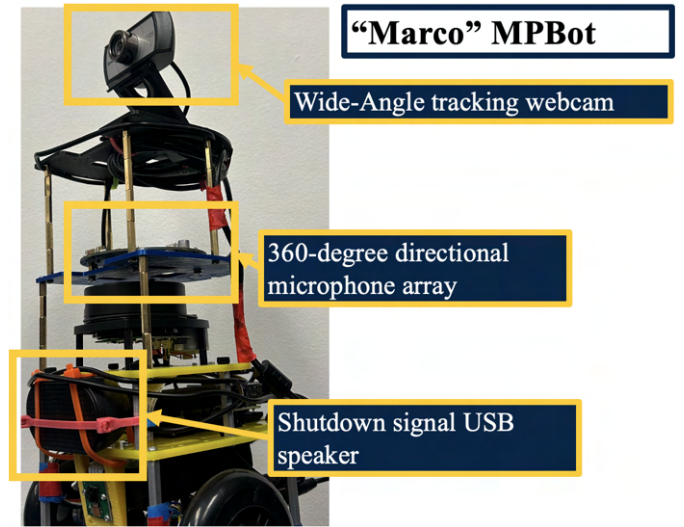 “Marco” MPBot
Wide-Angle tracking webcam
360-degree directional
microphone array
Shutdown signal USB
speaker